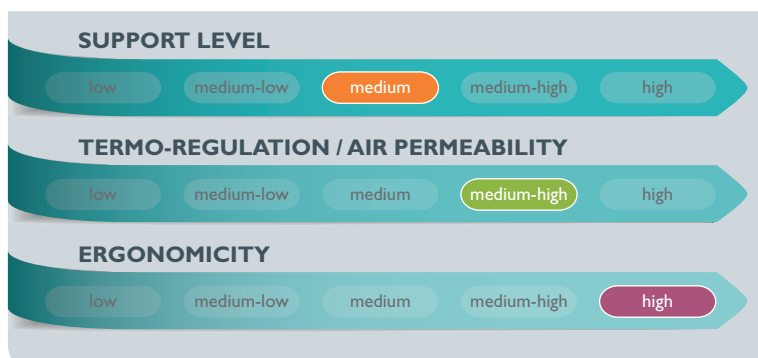 SUPPORT LEVEL
low medium-low medium medium-high high
TERMO-REGULATION / AIR PERMEABILITY
low medium-low medium medium-high high
ERGONOMICITY
low medium-low medium medium-high high